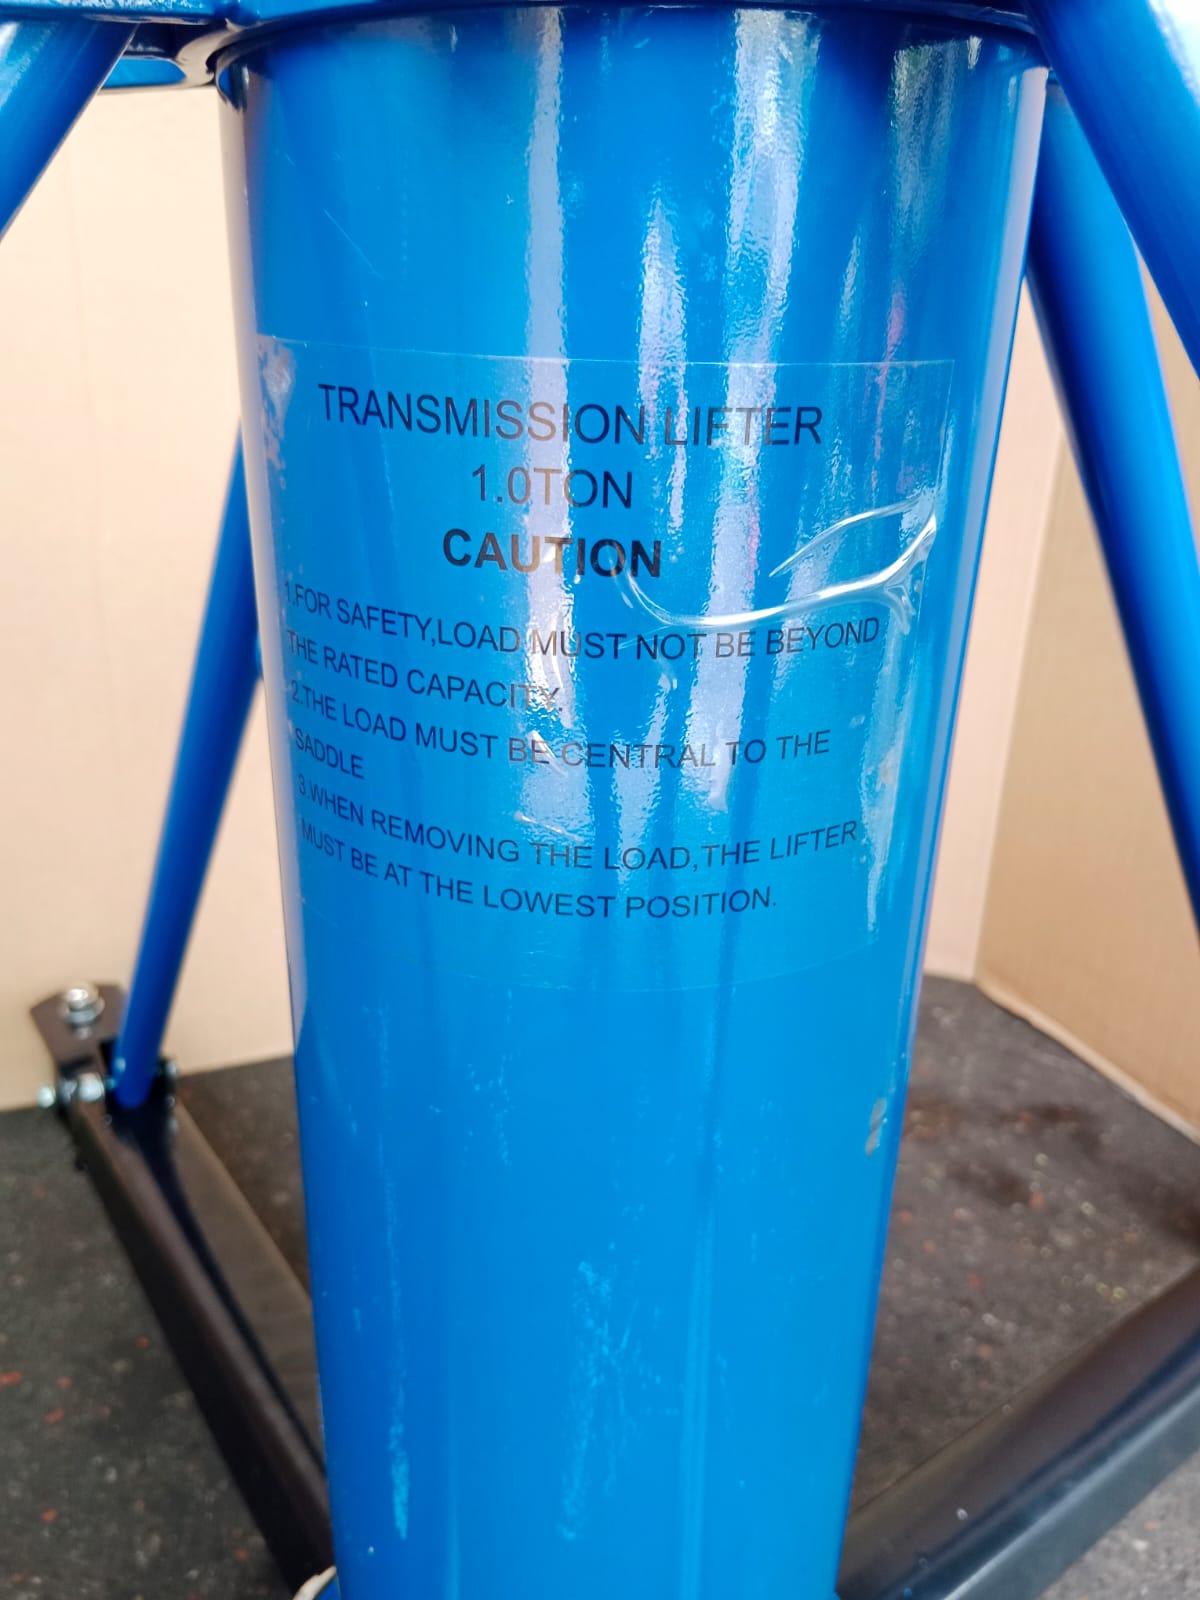 TRANSMISSION LIFTER
1.0TON
CAUTION
1.FOR SAFETY,LOAD MUST NOT BE BEYOND
THE RATED CAPACITY.
2.THE LOAD MUST BE CENTRAL TO THE
SADDLE
3.WHEN REMOVING THE LOAD,THE LIFTER
MUST BE AT THE LOWEST POSITION.